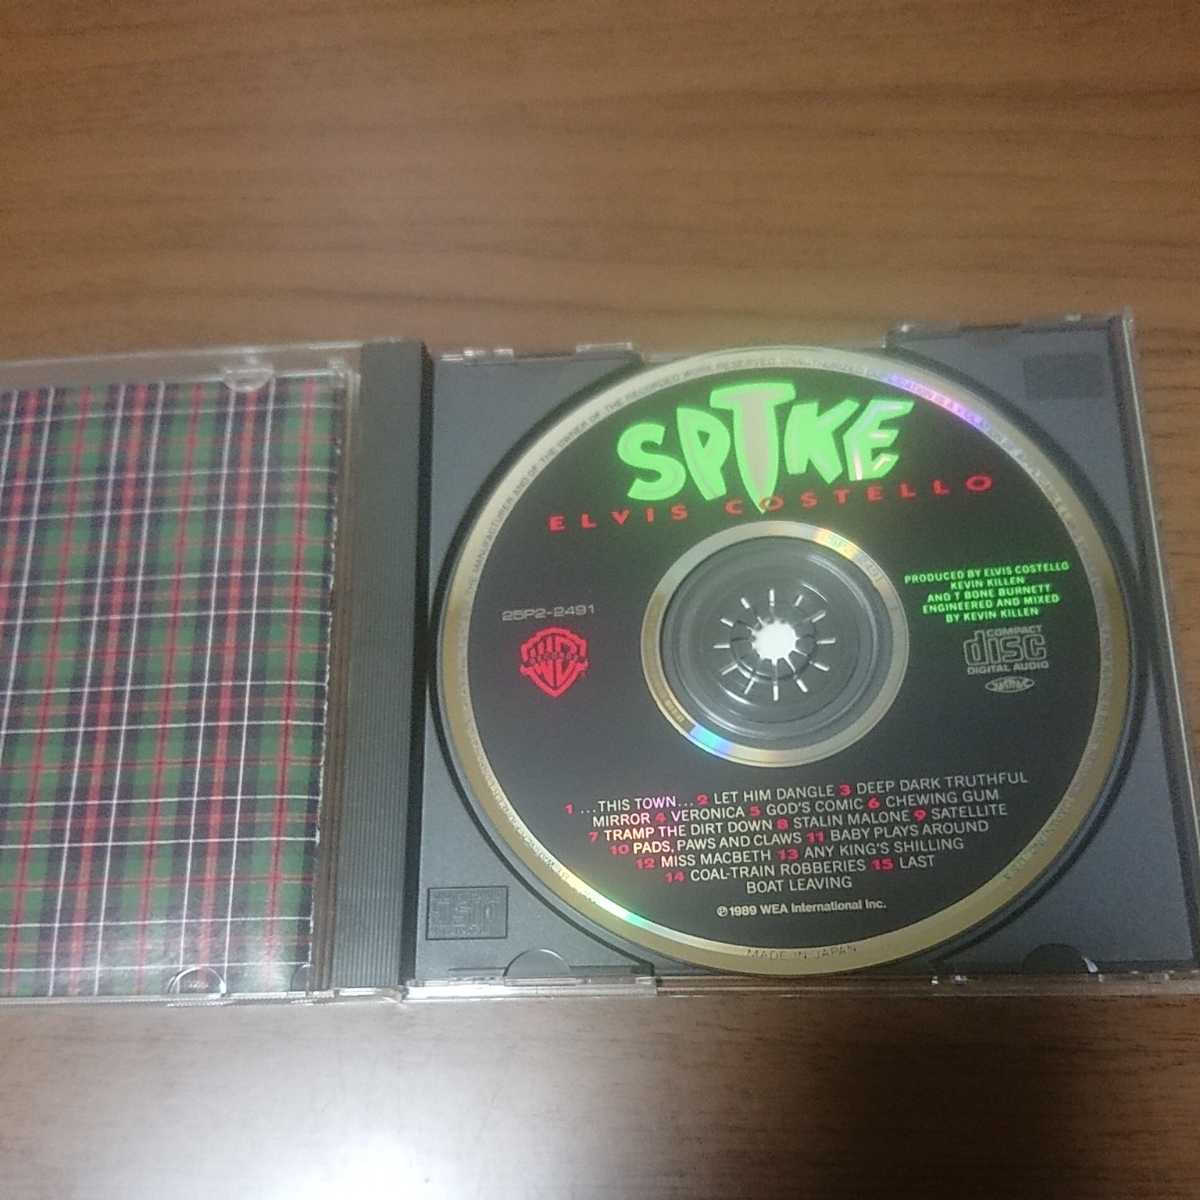 SPIKE
ELVIS COSTELLO
25P2-2491
RECORDS
PRODUCED BY ELVIS COSTELLO
KEVIN KILLEN
AND T BONE BURNETT
ENGINEERED AND MIXED
BY KEVIN KILLEN
COMPACT
disc
DIGITAL AUDIO
JASRAC
1 ...THIS TOWN... 2 LET HIM DANGLE 3 DEEP DARK TRUTHFUL
MIRROR 4 VERONICA 5 GOD'S COMIC 6 CHEWING GUM
7 TRAMP THE DIRT DOWN 8 STALIN MALONE 9 SATELLITE
10 PADS, PAWS AND CLAWS 11 BABY PLAYS AROUND
12 MISS MACBETH 13 ANY KING'S SHILLING
14 COAL-TRAIN ROBBERIES 15 LAST
BOAT LEAVING
℗1989 WEA International Inc.
MADE IN JAPAN